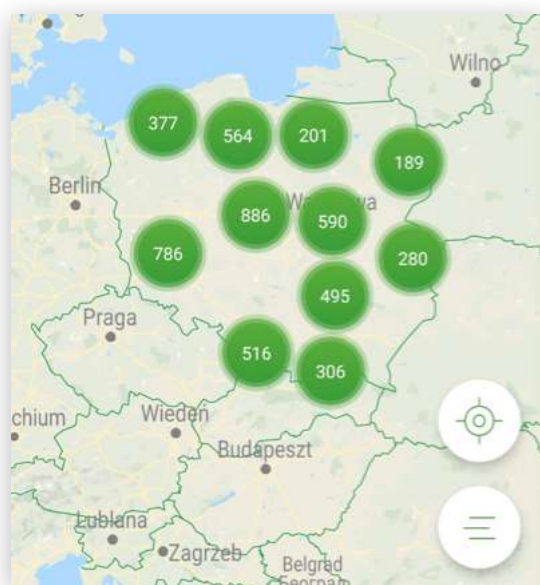 Wilno
377
564
201
189
Berlin
886
590
786
280
495
Praga
516
306
chium
Wiedeń
Budapeszt
Lublana
Zagrzeb
Belgrad